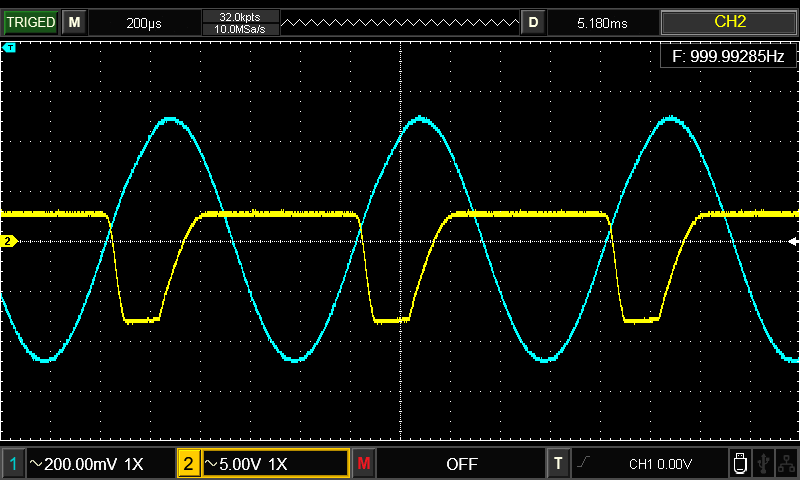 TRIGED M 200µs 32.0kpts D 5.180ms CH2
10.0MSa/s
T
F: 999.99285Hz
2
1 ~200.00mV 1X 2 ~5.00V 1X M OFF T CH1 0.00V